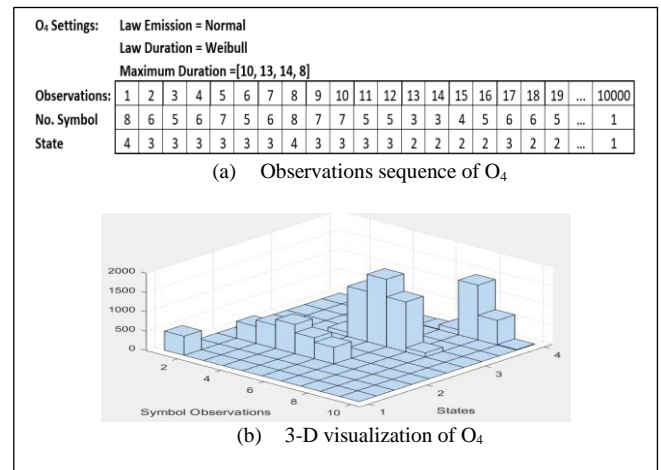 O₄ Settings: Law Emission = Normal
Law Duration = Weibull
Maximum Duration =[10, 13, 14, 8]
Observations: 1 2 3 4 5 6 7 8 9 10 11 12 13 14 15 16 17 18 19 ... 10000
No. Symbol 8 6 5 6 7 5 6 8 7 7 5 5 3 3 4 5 6 6 5 ... 1
State 4 3 3 3 3 3 3 4 3 3 3 3 2 2 2 2 3 2 2 ... 1
(a) Observations sequence of O₄
2000
1500
1000
500
0
2 4 6 8 10
1 2 3 4
Symbol Observations States
(b) 3-D visualization of O₄